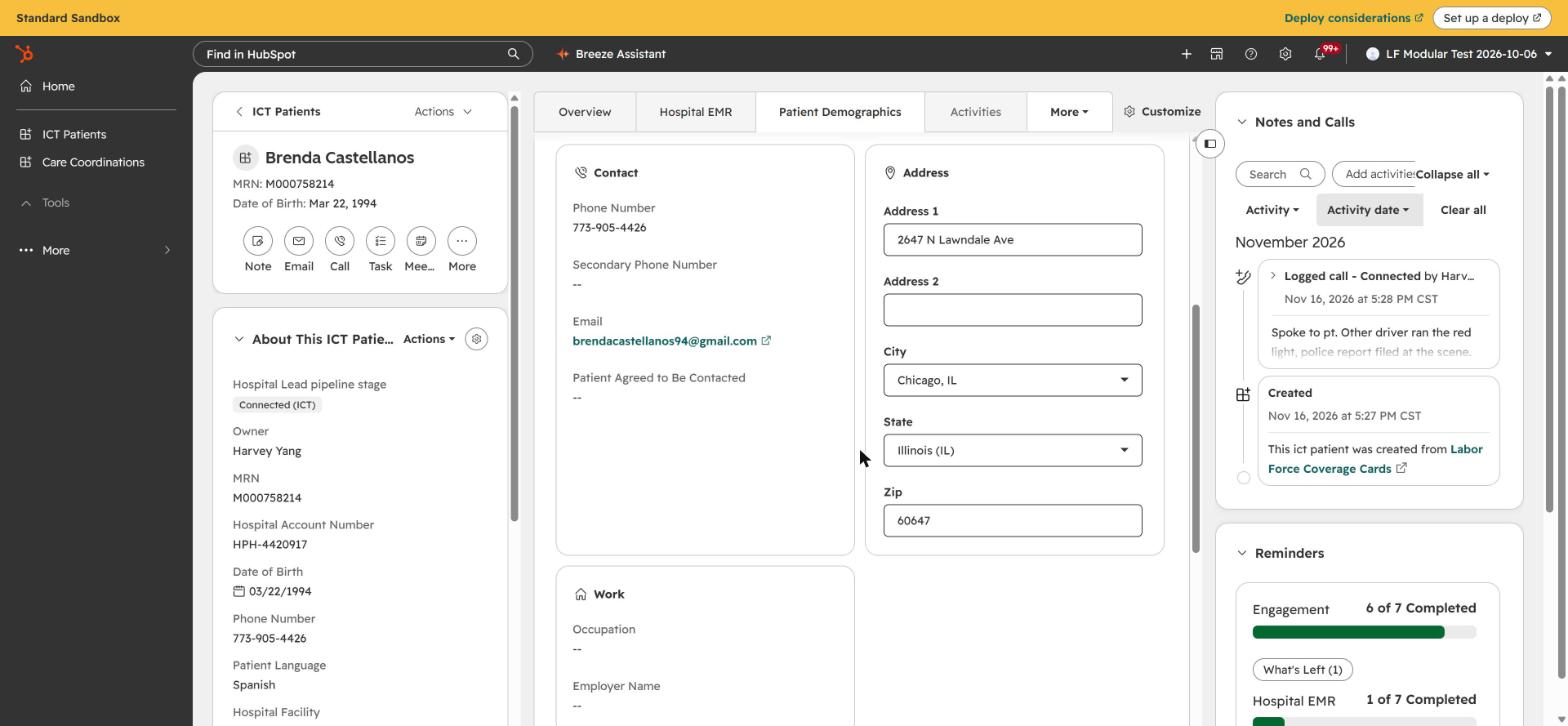 Standard Sandbox
Deploy considerations
Set up a deploy
Find in HubSpot
Breeze Assistant
99+
LF Modular Test 2026-10-06
Home
ICT Patients
Care Coordinations
Tools
More
ICT Patients
Actions
Brenda Castellanos
MRN: M000758214
Date of Birth: Mar 22, 1994
Note
Email
Call
Task
Mee...
More
About This ICT Patie...
Actions
Hospital Lead pipeline stage
Connected (ICT)
Owner
Harvey Yang
MRN
M000758214
Hospital Account Number
HPH-4420917
Date of Birth
03/22/1994
Phone Number
773-905-4426
Patient Language
Spanish
Hospital Facility
Overview
Hospital EMR
Patient Demographics
Activities
More
Customize
Contact
Phone Number
773-905-4426
Secondary Phone Number
--
Email
brendacastellanos94@gmail.com
Patient Agreed to Be Contacted
--
Address
Address 1
2647 N Lawndale Ave
Address 2
City
Chicago, IL
State
Illinois (IL)
Zip
60647
Work
Occupation
--
Employer Name
--
Notes and Calls
Search
Add activities
Collapse all
Activity
Activity date
Clear all
November 2026
Logged call - Connected by Harv...
Nov 16, 2026 at 5:28 PM CST
Spoke to pt. Other driver ran the red
light, police report filed at the scene.
Created
Nov 16, 2026 at 5:27 PM CST
This ict patient was created from Labor
Force Coverage Cards
Reminders
Engagement
6 of 7 Completed
What's Left (1)
Hospital EMR
1 of 7 Completed